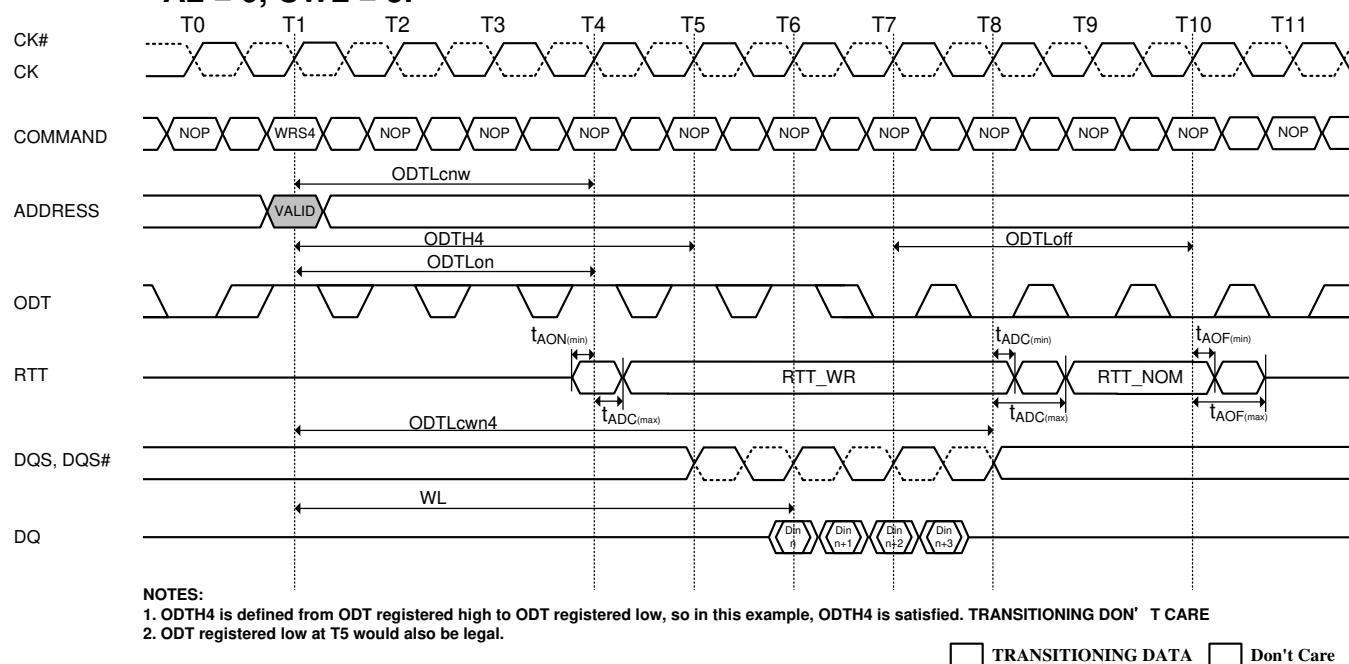 T0 T1 T2 T3 T4 T5 T6 T7 T8 T9 T10 T11
CK#
CK
COMMAND NOP WRS4 NOP NOP NOP NOP NOP NOP NOP NOP NOP NOP
ODTLcnw
ADDRESS VALID
ODTH4 ODTLoff
ODTLon
ODT
tAON(min) tADC(min) tAOF(min)
RTT RTT_WR RTT_NOM
tADC(max) tADC(max) tAOF(max)
ODTLcwn4
DQS, DQS#
WL
DQ Din n Din n+1 Din n+2 Din n+3
NOTES:
1. ODTH4 is defined from ODT registered high to ODT registered low, so in this example, ODTH4 is satisfied. TRANSITIONING DON' T CARE
2. ODT registered low at T5 would also be legal.
TRANSITIONING DATA Don't Care